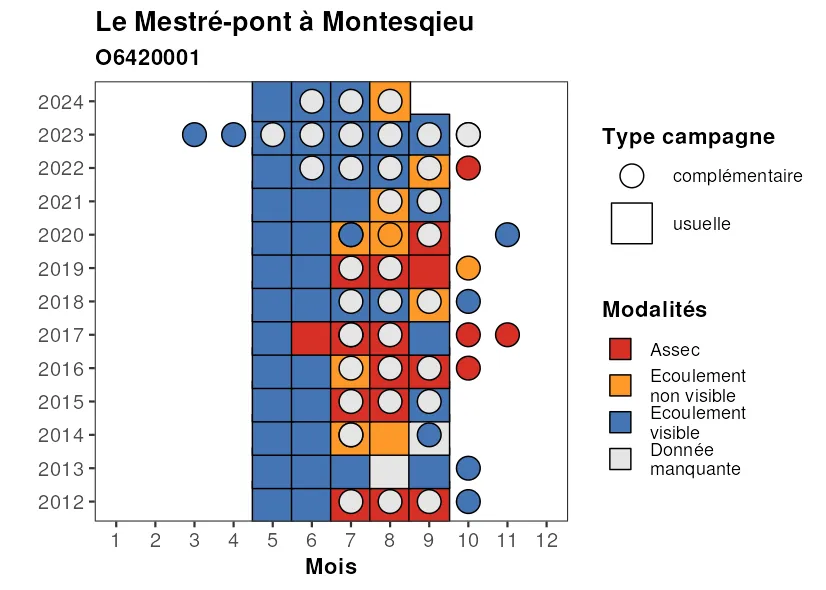 Le Mestré-pont à Montesqieu
O6420001
2024
2023
2022
2021
2020
2019
2018
2017
2016
2015
2014
2013
2012
1 2 3 4 5 6 7 8 9 10 11 12
Mois
Type campagne
complémentaire
usuelle
Modalités
Assec
Ecoulement
non visible
Ecoulement
visible
Donnée
manquante